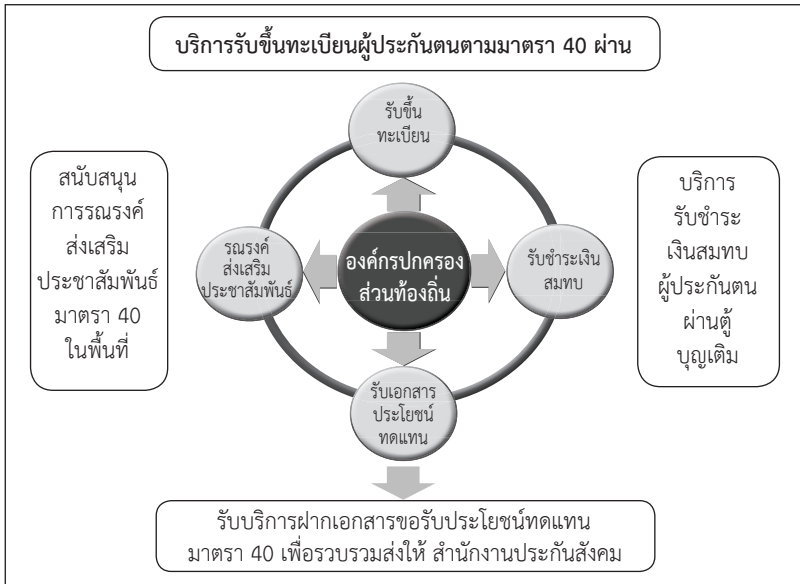 บริการรับขึ้นทะเบียนผู้ประกันตนตามมาตรา 40 ผ่าน
รับขึ้น
ทะเบียน
สนับสนุน
การรณรงค์
ส่งเสริม
ประชาสัมพันธ์
มาตรา 40
ในพื้นที่
รณรงค์
ส่งเสริม
ประชาสัมพันธ์
องค์กรปกครอง
ส่วนท้องถิ่น
รับชำระเงิน
สมทบ
บริการ
รับชำระ
เงินสมทบ
ผู้ประกันตน
ผ่านตู้
บุญเติม
รับเอกสาร
ประโยชน์
ทดแทน
รับบริการฝากเอกสารขอรับประโยชน์ทดแทน
มาตรา 40 เพื่อรวบรวมส่งให้ สำนักงานประกันสังคม